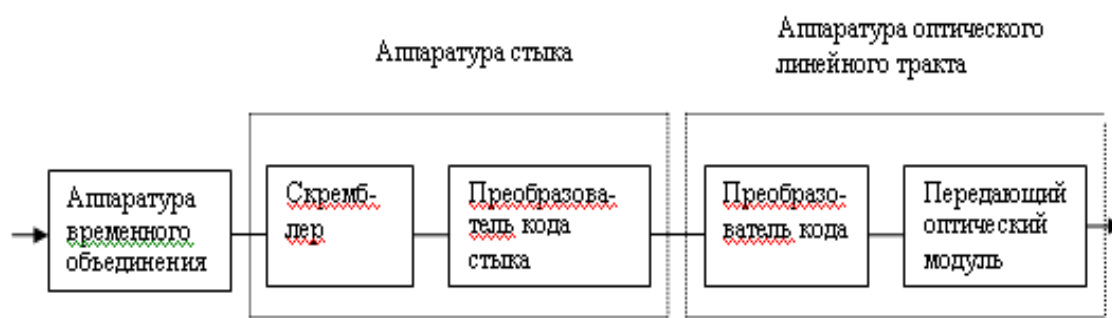 Аппаратура стыка
Аппаратура оптического
линейного тракта
Аппаратура
временного
объединения
Скремб-
лер
Преобразова-
тель кода
стыка
Преобразо-
ватель кода
Передающий
оптический
модуль